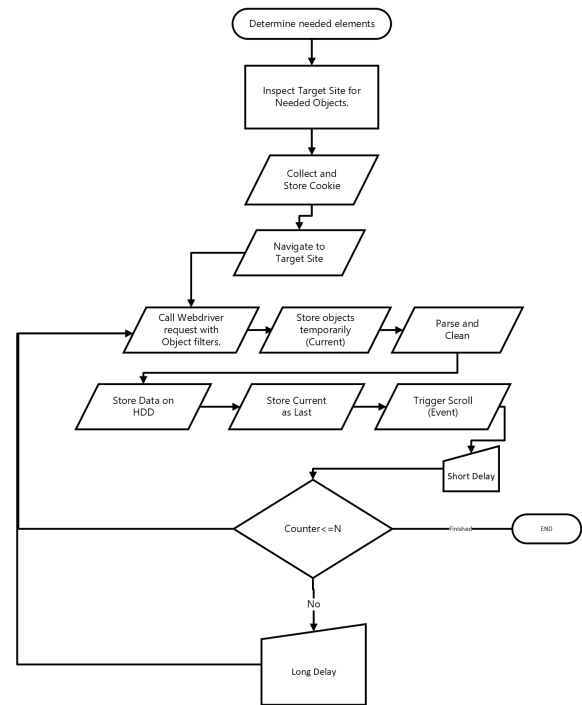 Determine needed elements
Inspect Target Site for
Needed Objects.
Collect and
Store Cookie
Navigate to
Target Site
Call Webdriver
request with
Object filters.
Store objects
temporarily
(Current)
Parse and
Clean
Store Data on
HDD
Store Current
as Last
Trigger Scroll
(Event)
Short Delay
Counter<=N
Finished
END
No
Long Delay